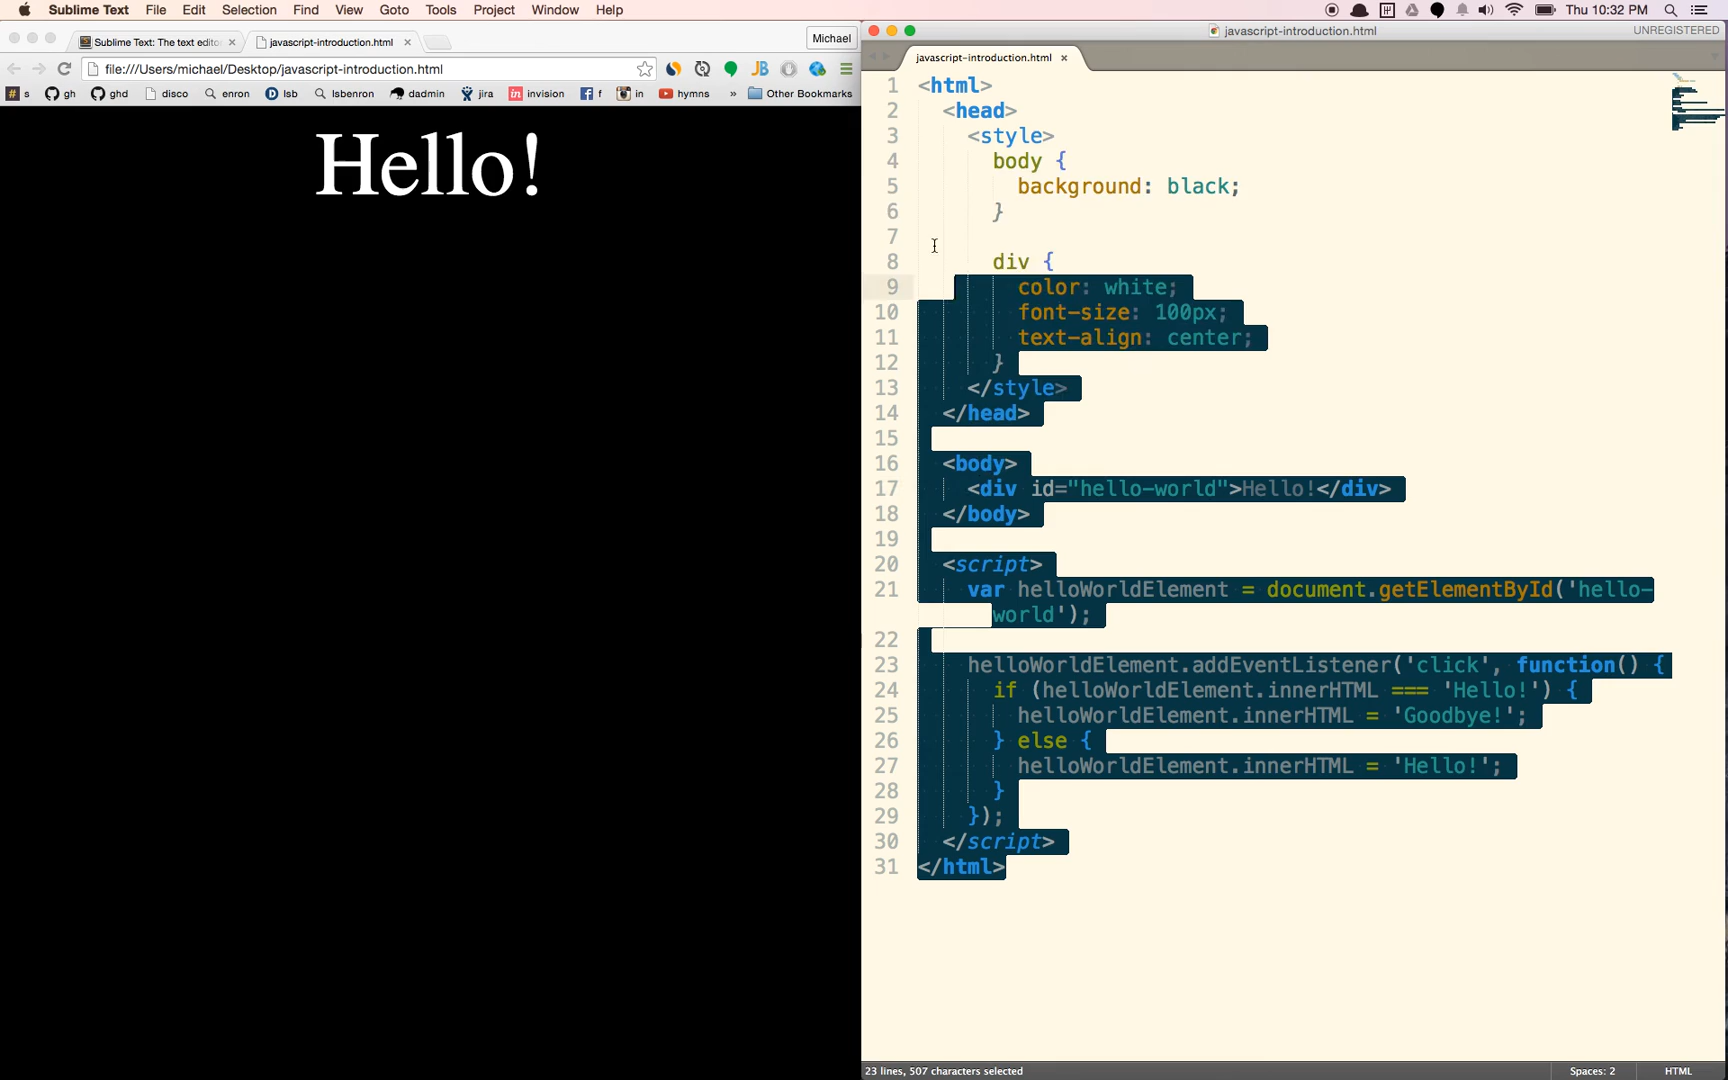 Sublime Text File Edit Selection Find View Goto Tools Project Window Help Thu 10:32 PM
Sublime Text: The text edito
javascript-introduction.html
Michael
file:///Users/michael/Desktop/javascript-introduction.html
s gh ghd disco enron lsb lsbenron dadmin jira invision f in hymns » Other Bookmarks
Hello!
javascript-introduction.html UNREGISTERED
javascript-introduction.html
1 <html>
2 <head>
3 <style>
4 body {
5 background: black;
6 }
7
8 div {
9 color: white;
10 font-size: 100px;
11 text-align: center;
12 }
13 </style>
14 </head>
15
16 <body>
17 <div id="hello-world">Hello!</div>
18 </body>
19
20 <script>
21 var helloWorldElement = document.getElementById('hello-
world');
22
23 helloWorldElement.addEventListener('click', function() {
24 if (helloWorldElement.innerHTML === 'Hello!') {
25 helloWorldElement.innerHTML = 'Goodbye!';
26 } else {
27 helloWorldElement.innerHTML = 'Hello!';
28 }
29 });
30 </script>
31 </html>
23 lines, 507 characters selected Spaces: 2 HTML